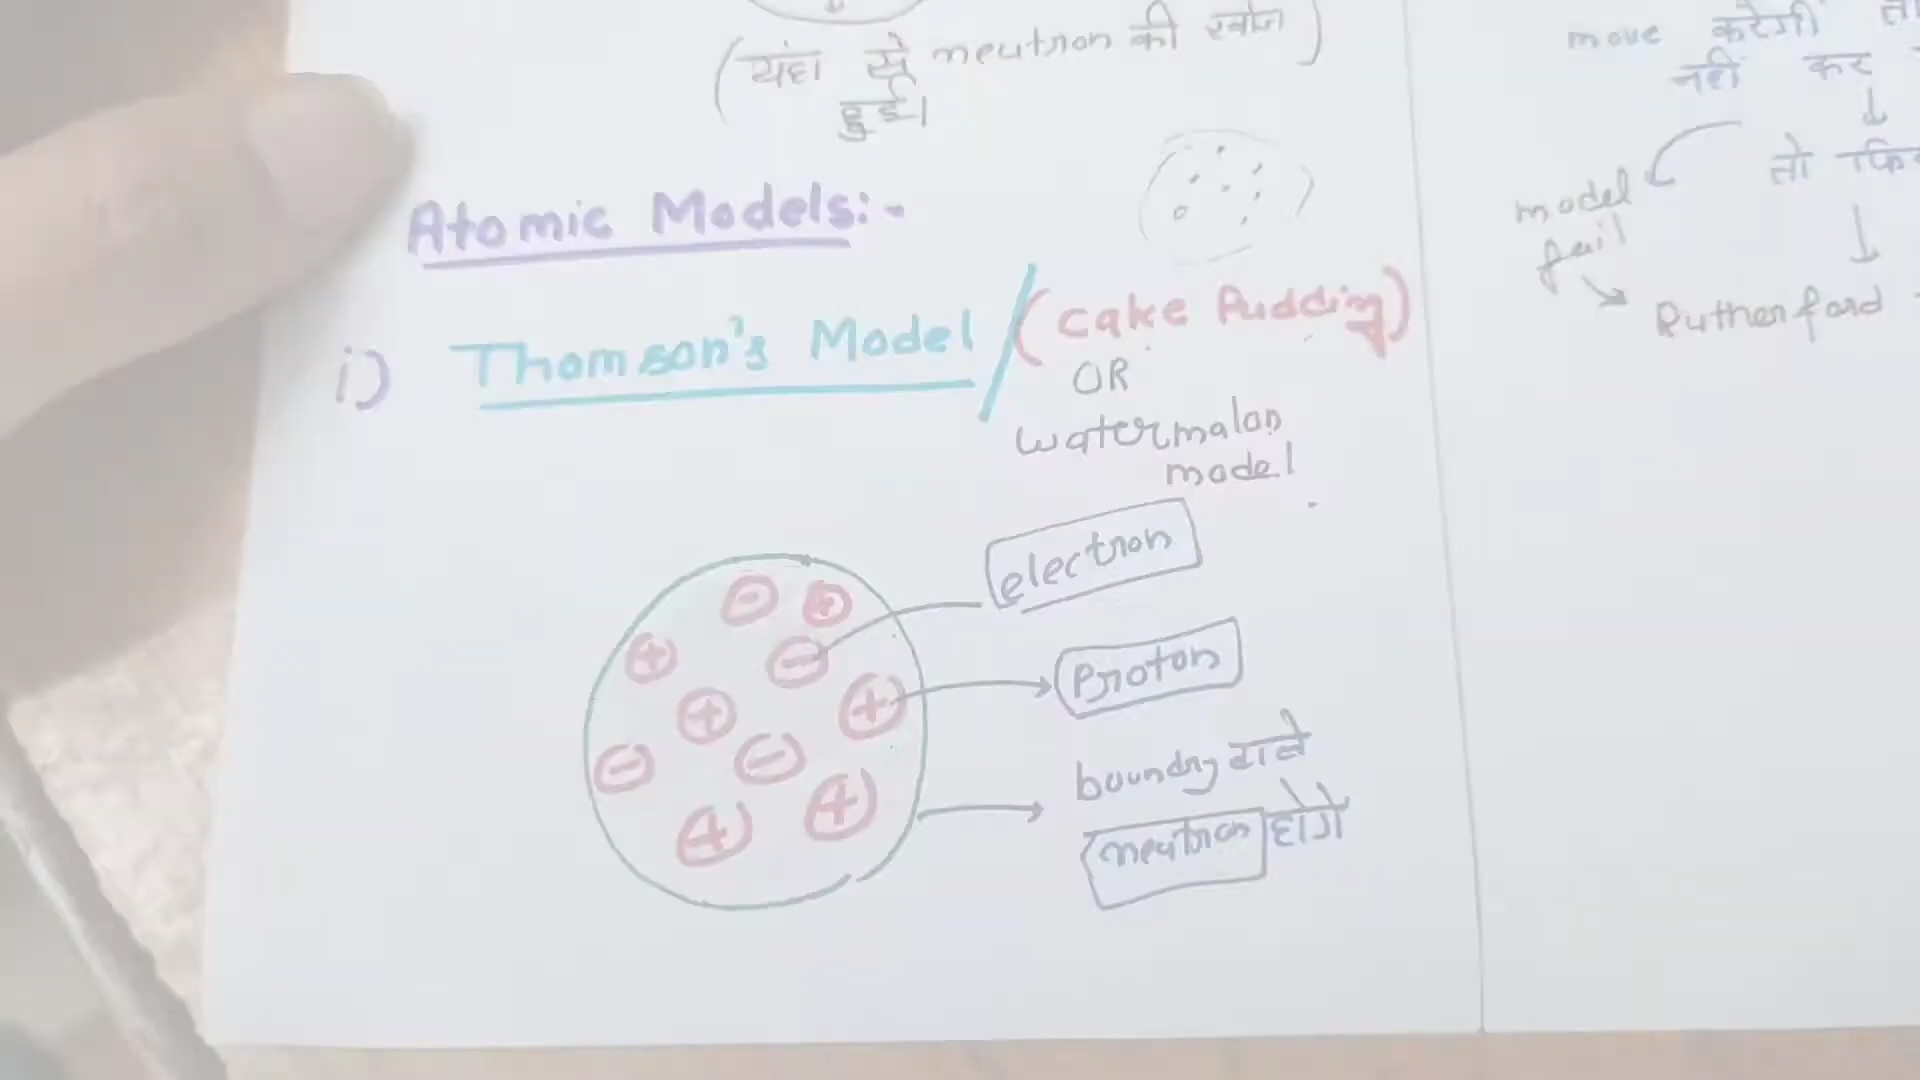 (यंहा से neutron की खोज)
हुई।
Atomic Models:-
i) Thomson's Model / (Cake Pudding)
OR
watermalon
model
electron
Proton
boundry वाले
neutron होंगे
move करेगी
नहीं कर
तो
model
fail
Rutherford